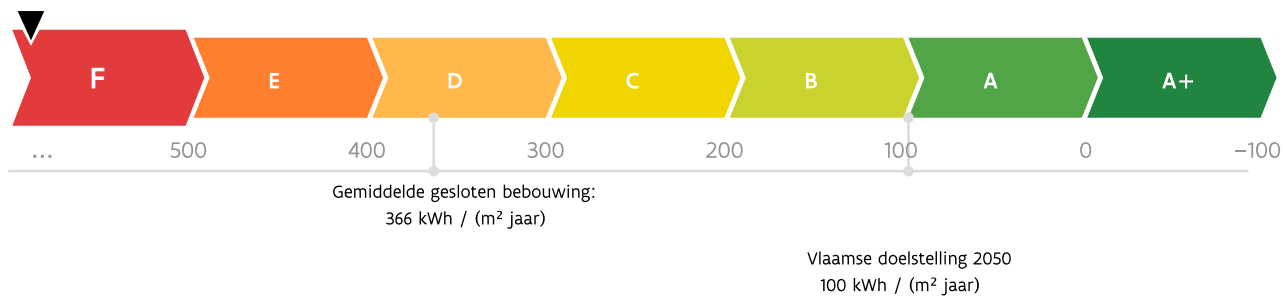 F E D C B A A+
... 500 400 300 200 100 0 −100
Gemiddelde gesloten bebouwing:
366 kWh / (m² jaar)
Vlaamse doelstelling 2050
100 kWh / (m² jaar)